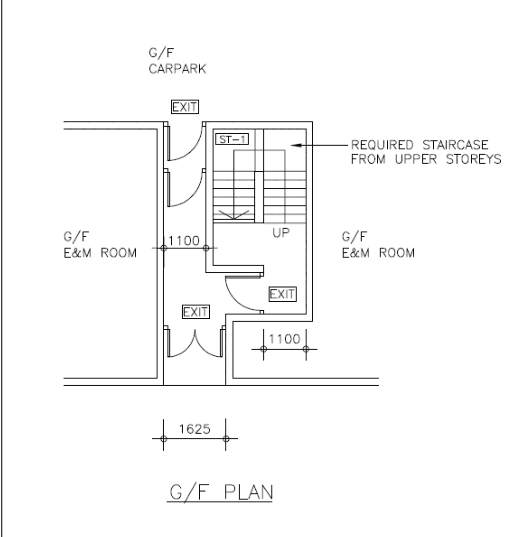 G/F
CARPARK
EXIT
ST-1
REQUIRED STAIRCASE
FROM UPPER STOREYS
UP
G/F
E&M ROOM
1100
G/F
E&M ROOM
EXIT
EXIT
1100
1625
G/F PLAN